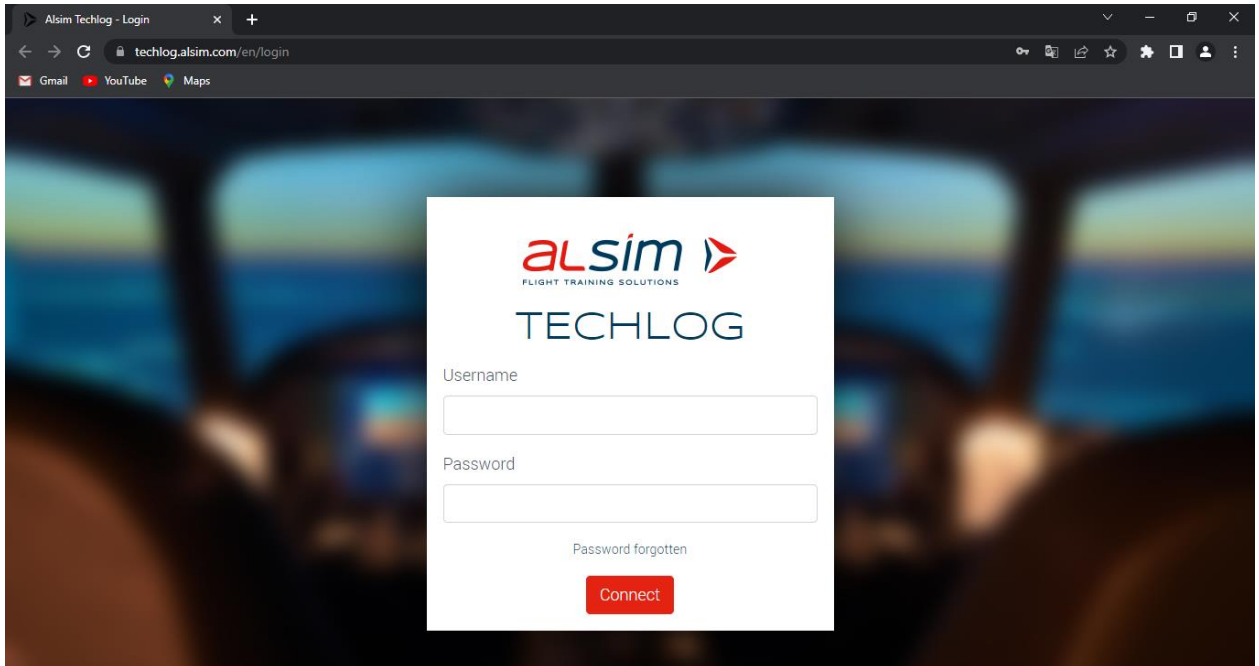 Alsim Techlog - Login
techlog.alsim.com/en/login
Gmail YouTube Maps
aLsim
FLIGHT TRAINING SOLUTIONS
TECHLOG
Username
Password
Password forgotten
Connect